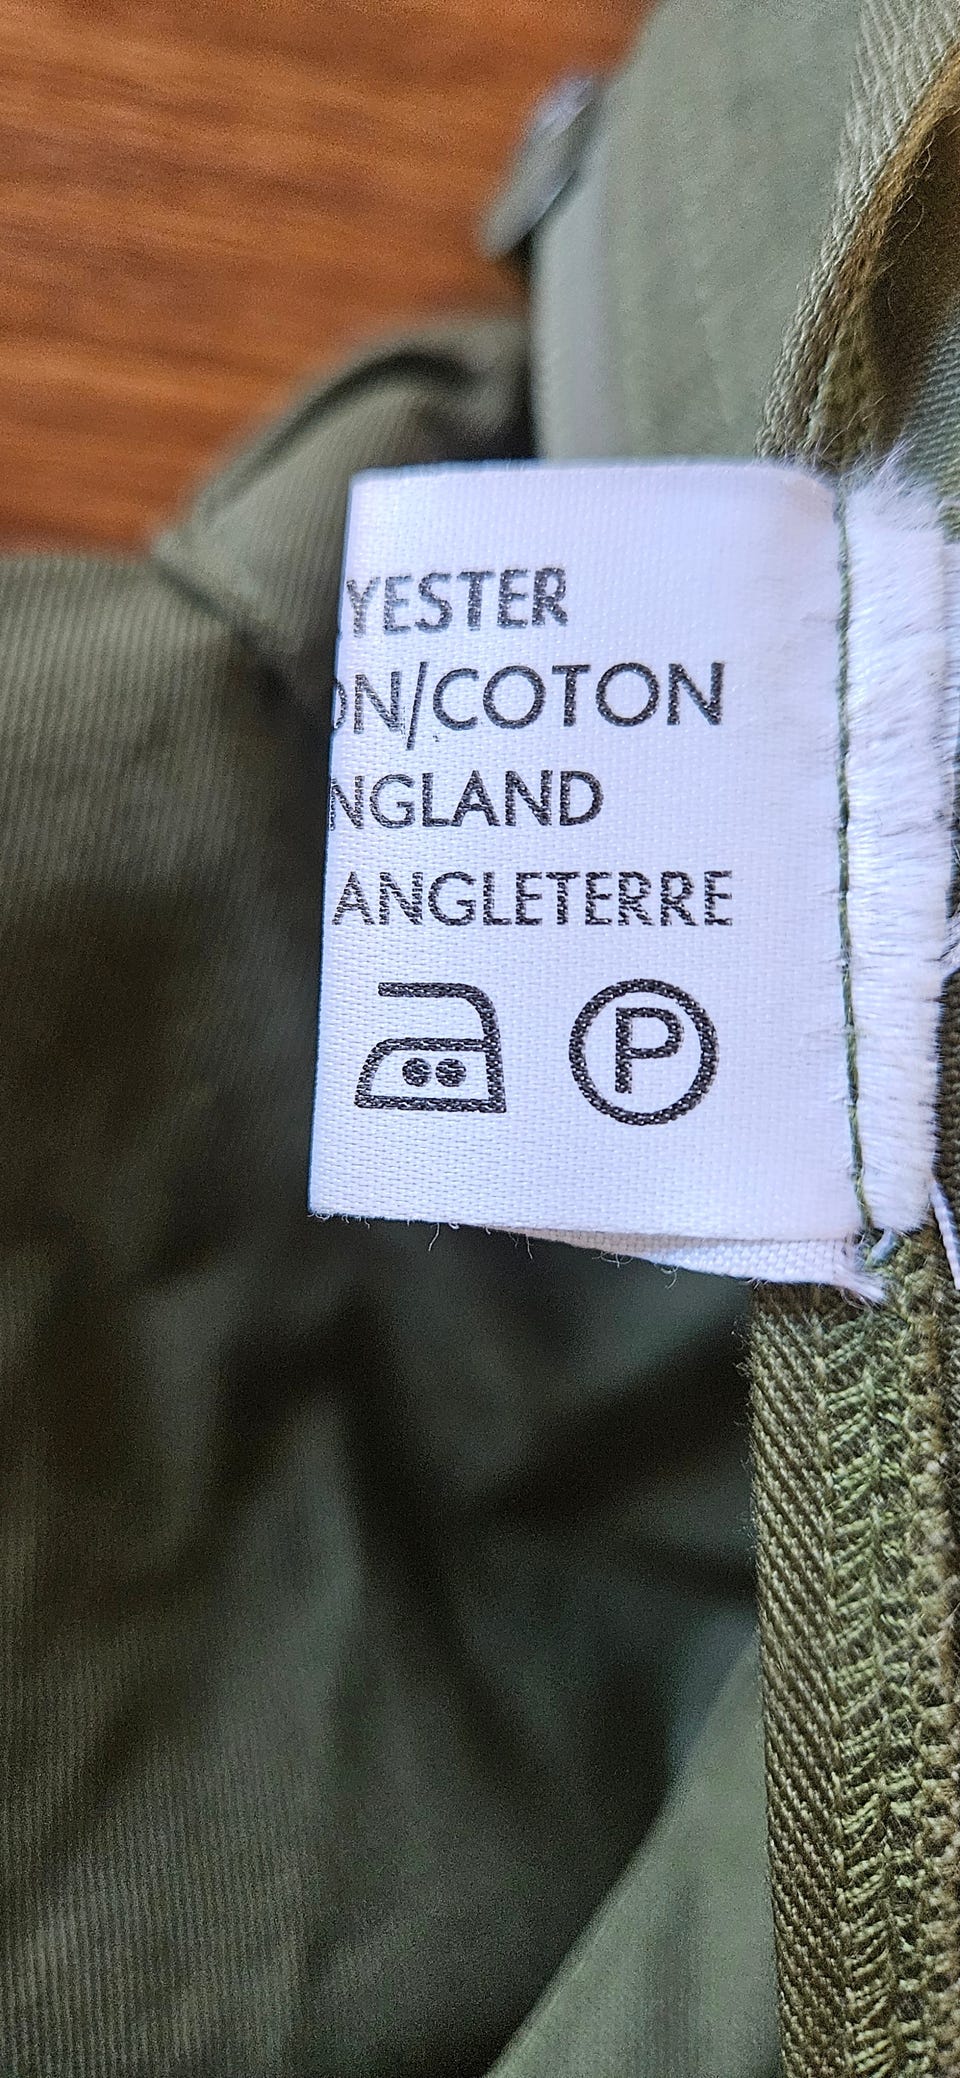 YESTER
ON/COTON
NGLAND
ANGLETERRE
P